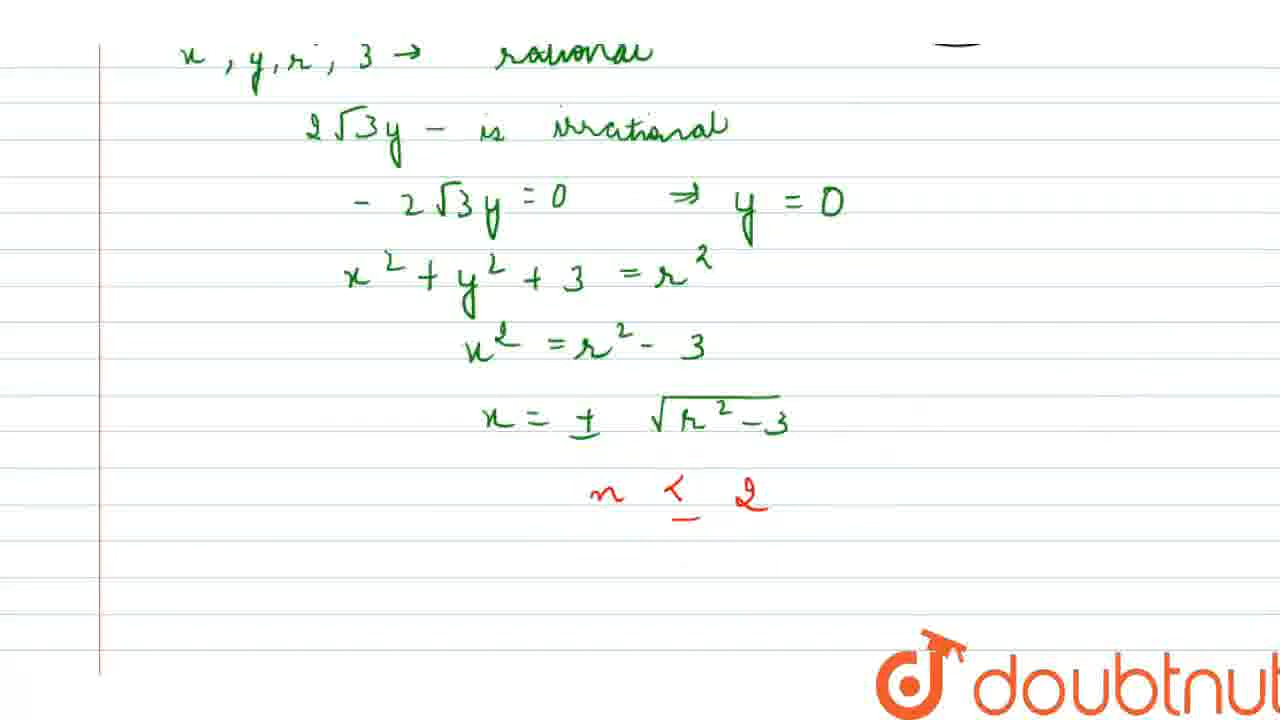 x , y, r , 3 → rational
2√3y - is irrational
- 2√3y = 0 ⇒ y = 0
x² + y² + 3 = r²
x² = r² - 3
x = ± √r² - 3
n ≤ 2
doubtnut